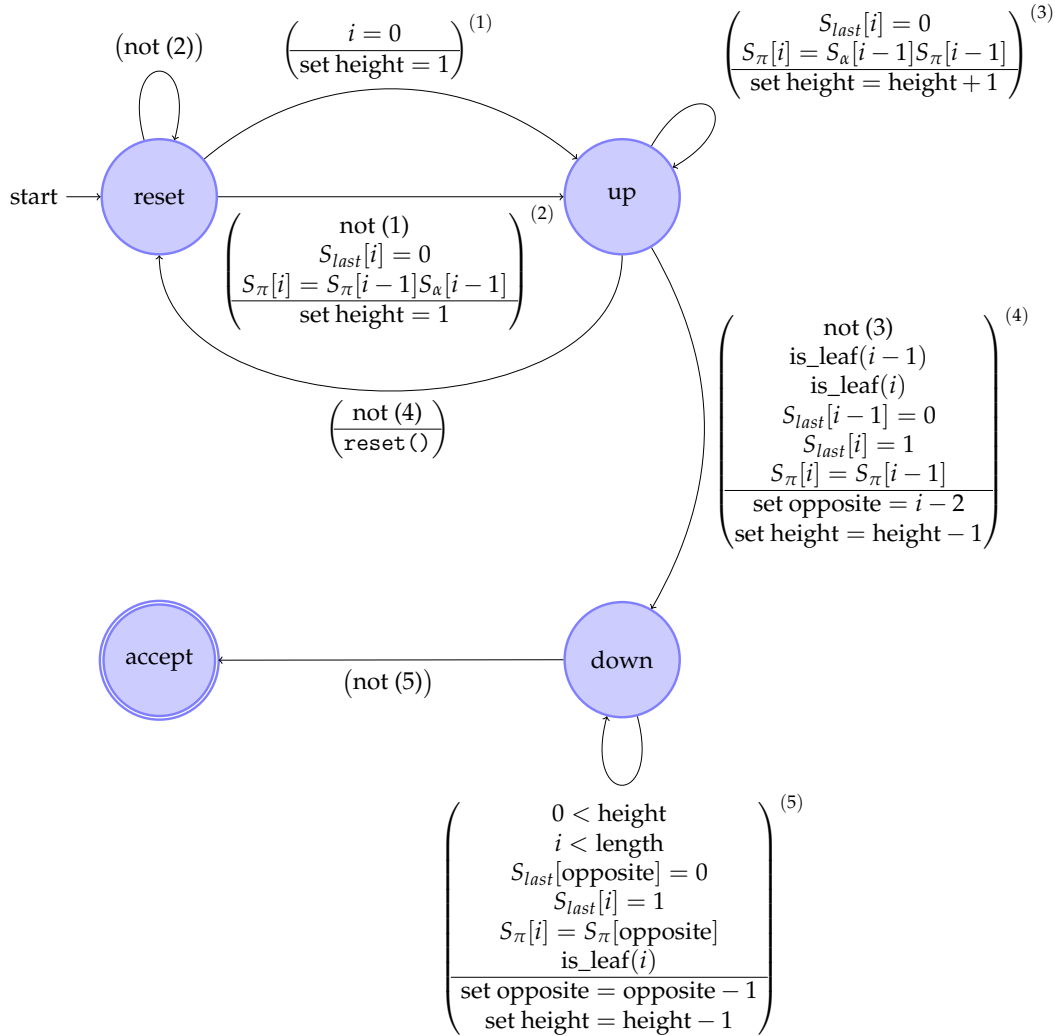 (not (2))
i = 0
set height = 1
(1)
S_last[i] = 0
S_π[i] = S_α[i − 1]S_π[i − 1]
set height = height + 1
(3)
start
reset
up
not (1)
S_last[i] = 0
S_π[i] = S_π[i − 1]S_α[i − 1]
set height = 1
(2)
not (4)
reset()
not (3)
is_leaf(i − 1)
is_leaf(i)
S_last[i − 1] = 0
S_last[i] = 1
S_π[i] = S_π[i − 1]
set opposite = i − 2
set height = height − 1
(4)
accept
(not (5))
down
0 < height
i < length
S_last[opposite] = 0
S_last[i] = 1
S_π[i] = S_π[opposite]
is_leaf(i)
set opposite = opposite − 1
set height = height − 1
(5)